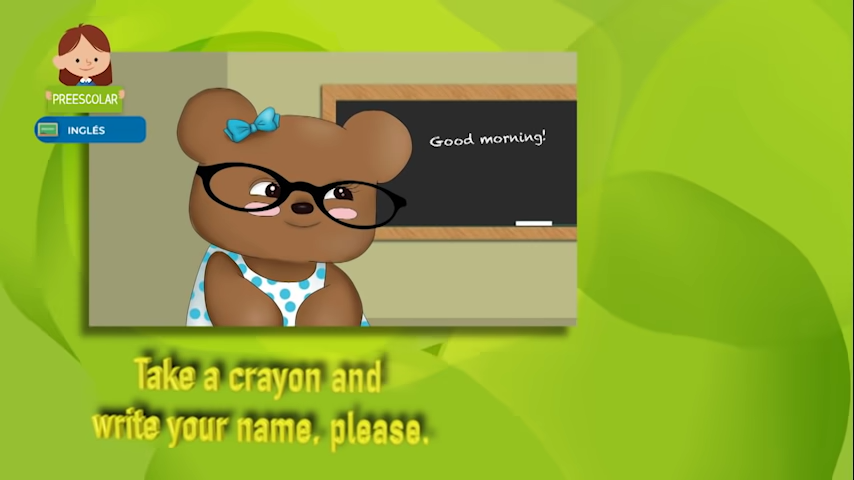 PREESCOLAR
INGLÉS
Good morning!
Take a crayon and
write your name, please.